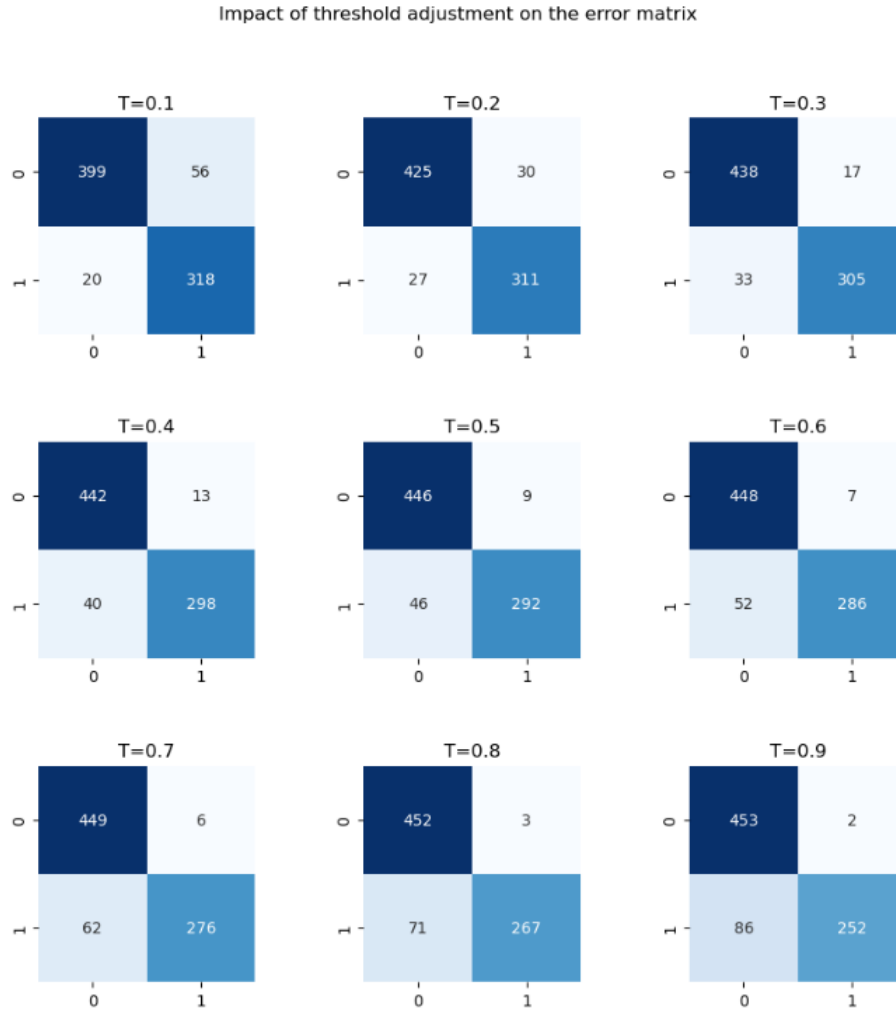 Impact of threshold adjustment on the error matrix
T=0.1 T=0.2 T=0.3
0 399 56 0 425 30 0 438 17
1 20 318 1 27 311 1 33 305
0 1 0 1 0 1
T=0.4 T=0.5 T=0.6
0 442 13 0 446 9 0 448 7
1 40 298 1 46 292 1 52 286
0 1 0 1 0 1
T=0.7 T=0.8 T=0.9
0 449 6 0 452 3 0 453 2
1 62 276 1 71 267 1 86 252
0 1 0 1 0 1